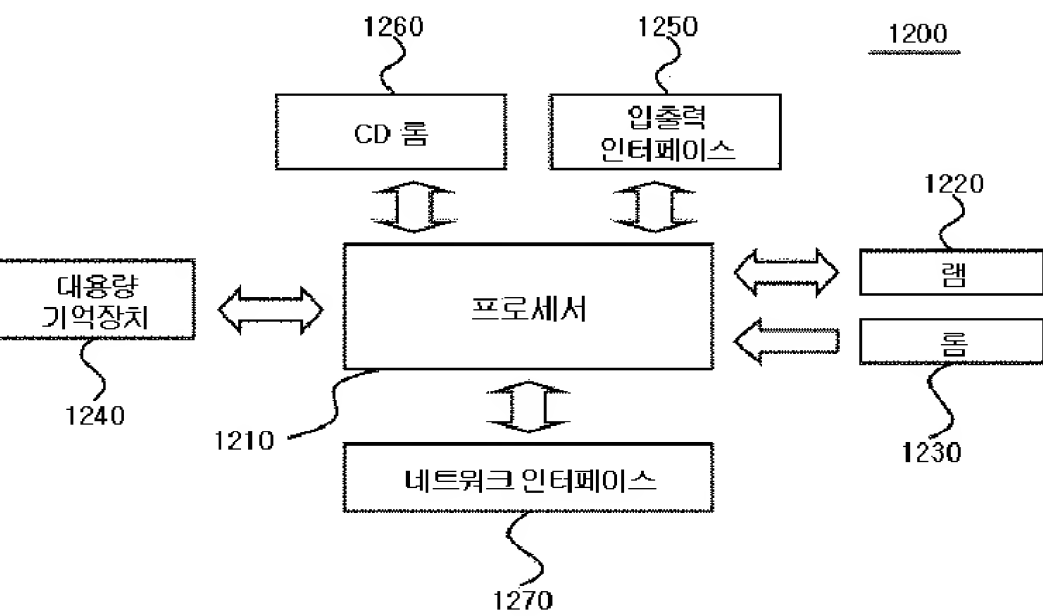 1260
1250
1200
CD 롬
입출력
인터페이스
1220
대용량
기억장치
프로세서
램
롬
1240
1210
1230
네트워크 인터페이스
1270